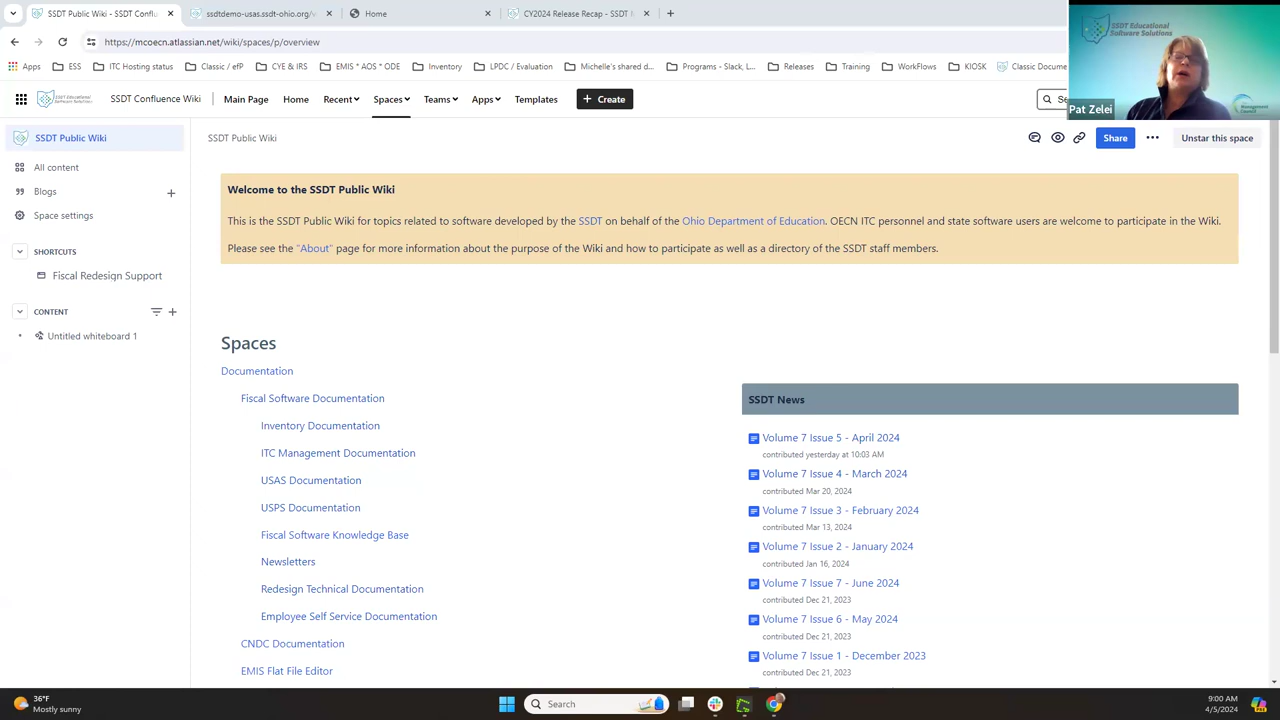 SSDT Public Wiki - SSDT Conflu
ssdtdemo-usas.ssdt-ohio.org/v
Home
CY2024 Release Recap - SSDT
https://mcoecn.atlassian.net/wiki/spaces/p/overview
Apps
ESS
ITC Hosting status
Classic / efP
CYE & IRS
EMIS * AOS * ODE
Inventory
LPDC / Evaluation
Michelle's shared d...
Programs - Slack, L...
Releases
Training
WorkFlows
KIOSK
Classic Docume
SSDT Educational
Software Solutions
Management
Council
Pat Zelei
SSDT Confluence Wiki
Main Page
Home
Recent
Spaces
Teams
Apps
Templates
+ Create
SSDT Public Wiki
All content
Blogs
Space settings
SHORTCUTS
Fiscal Redesign Support
CONTENT
Untitled whiteboard 1
SSDT Public Wiki
Share
Unstar this space
Welcome to the SSDT Public Wiki
This is the SSDT Public Wiki for topics related to software developed by the SSDT on behalf of the Ohio Department of Education. OECN ITC personnel and state software users are welcome to participate in the Wiki.
Please see the "About" page for more information about the purpose of the Wiki and how to participate as well as a directory of the SSDT staff members.
Spaces
Documentation
Fiscal Software Documentation
Inventory Documentation
ITC Management Documentation
USAS Documentation
USPS Documentation
Fiscal Software Knowledge Base
Newsletters
Redesign Technical Documentation
Employee Self Service Documentation
CNDC Documentation
EMIS Flat File Editor
SSDT News
Volume 7 Issue 5 - April 2024
contributed yesterday at 10:03 AM
Volume 7 Issue 4 - March 2024
contributed Mar 20, 2024
Volume 7 Issue 3 - February 2024
contributed Mar 13, 2024
Volume 7 Issue 2 - January 2024
contributed Jan 16, 2024
Volume 7 Issue 7 - June 2024
contributed Dec 21, 2023
Volume 7 Issue 6 - May 2024
contributed Dec 21, 2023
Volume 7 Issue 1 - December 2023
contributed Dec 21, 2023
36°F
Mostly sunny
Search
9:00 AM
4/5/2024